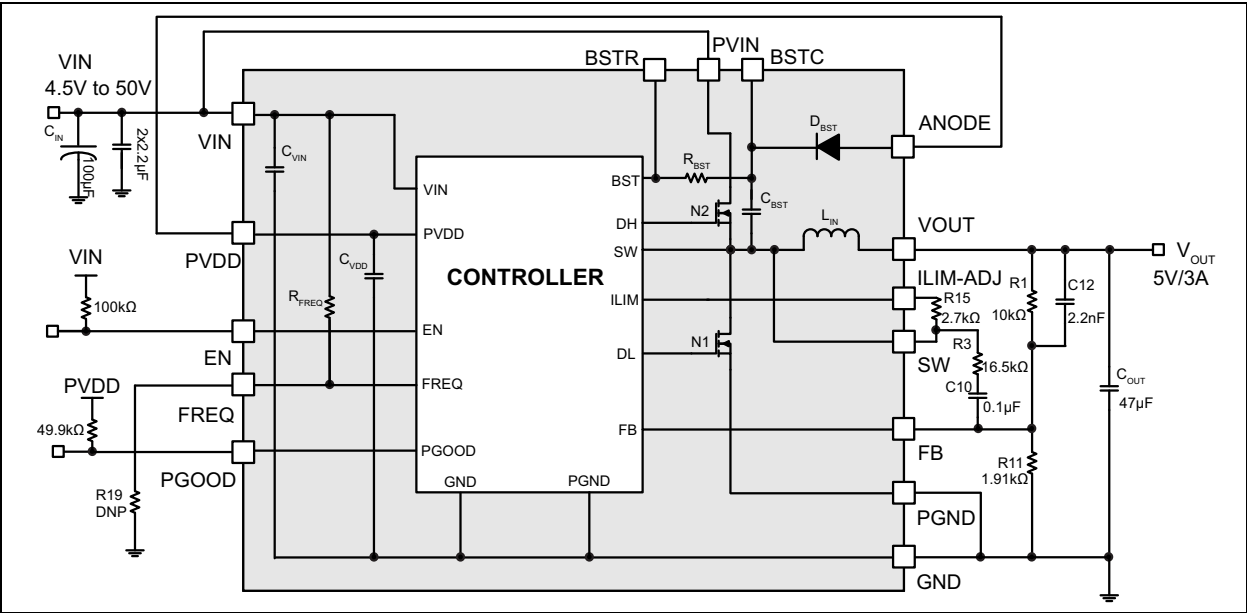 BSTR
PVIN
BSTC
VIN
4.5V to 50V
CIN
100µF
2x2.2µF
VIN
CVIN
ANODE
DBST
RBST
CBST
BST
VIN
DH
N2
LIN
VOUT
VOUT
5V/3A
PVDD
PVDD
SW
CVDD
CONTROLLER
VIN
100kΩ
RFREQ
ILIM
ILIM-ADJ
R15
2.7kΩ
R1
10kΩ
C12
2.2nF
EN
EN
DL
N1
SW
R3
16.5kΩ
C10
0.1µF
COUT
47µF
PVDD
49.9kΩ
FREQ
FREQ
FB
FB
PGOOD
PGOOD
R11
1.91kΩ
R19
DNP
GND
PGND
PGND
GND